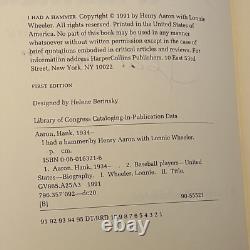 I HAD A HAMMER. Copyright © 1991 by Henry Aaron with Lonnie
Wheeler. All rights reserved. Printed in the United States of
America. No part of this book may be used in any manner
whatsoever without written permission except in the case of
brief quotations embodied in critical articles and reviews. For
information address HarperCollins Publishers, 10 East 53rd
Street, New York, NY 10022.
FIRST EDITION
Designed by Helene Berinsky
Library of Congress Cataloging-in-Publication Data
Aaron, Hank, 1934–
I had a hammer by Henry Aaron with Lonnie Wheeler.
p. cm.
ISBN 0-06-016321-6
1. Aaron, Hank, 1934– . 2. Baseball players—United
States—Biography. I. Wheeler, Lonnie. II. Title.
GV865.A25A3 1991
796.357'092—dc20
[B] 90-55521
91 92 93 94 95 DT/RRD 10 9 8 7 6 5 4 3 2 1
© 122max